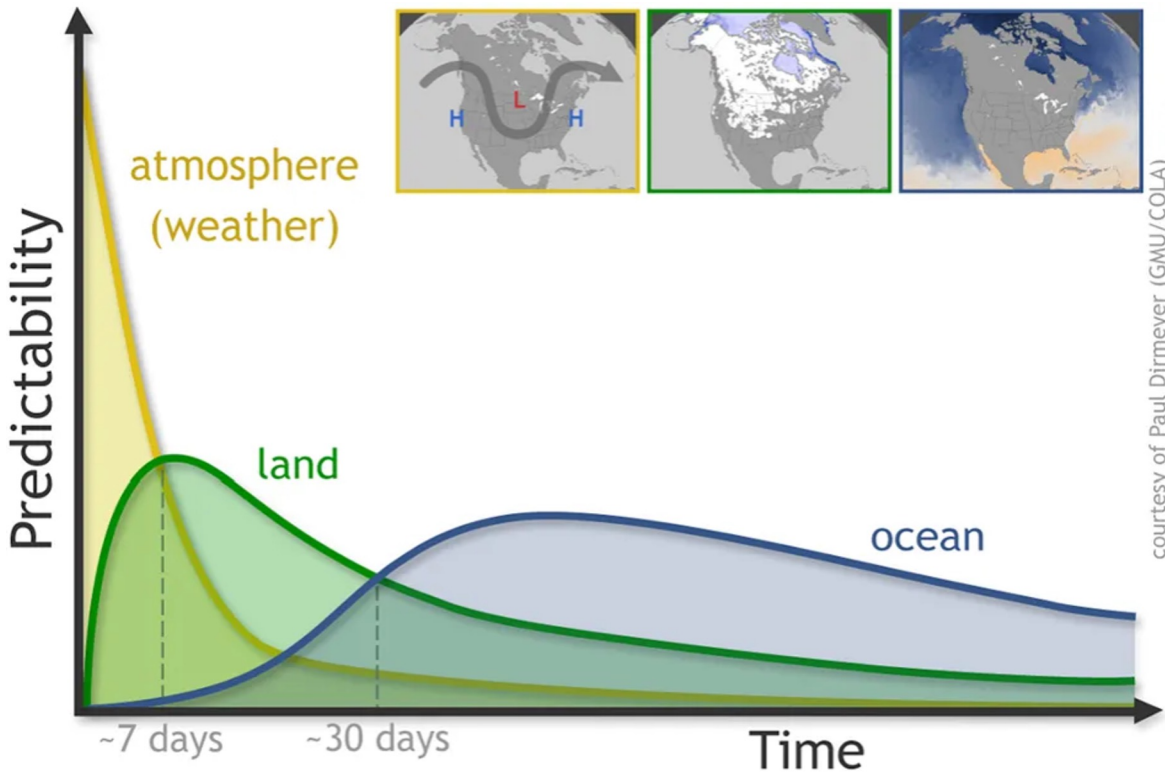 Predictability
atmosphere
(weather)
H
L
H
land
ocean
~7 days
~30 days
Time
courtesy of Paul Dirmeyer (GMU/COLA)